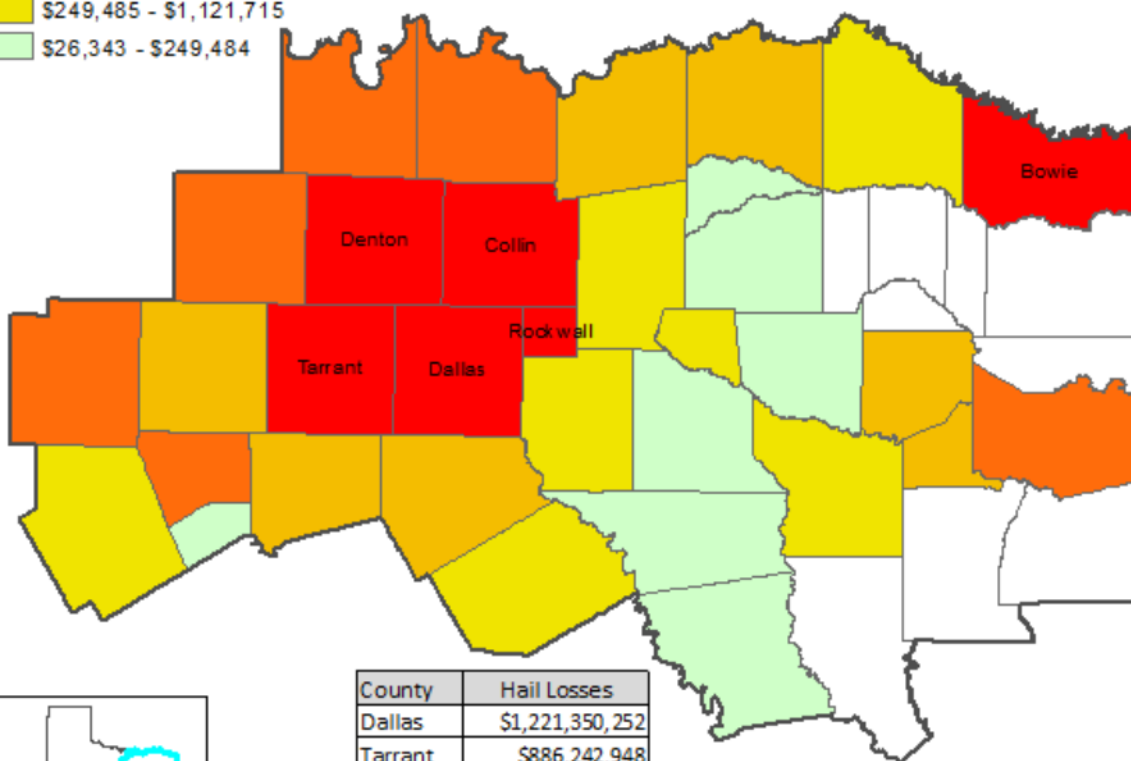 $249,485 - $1,121,715
$26,343 - $249,484
Bowie
Denton
Collin
Rockwall
Tarrant
Dallas
County Hail Losses
Dallas $1,221,350,252
Tarrant $886,242,948